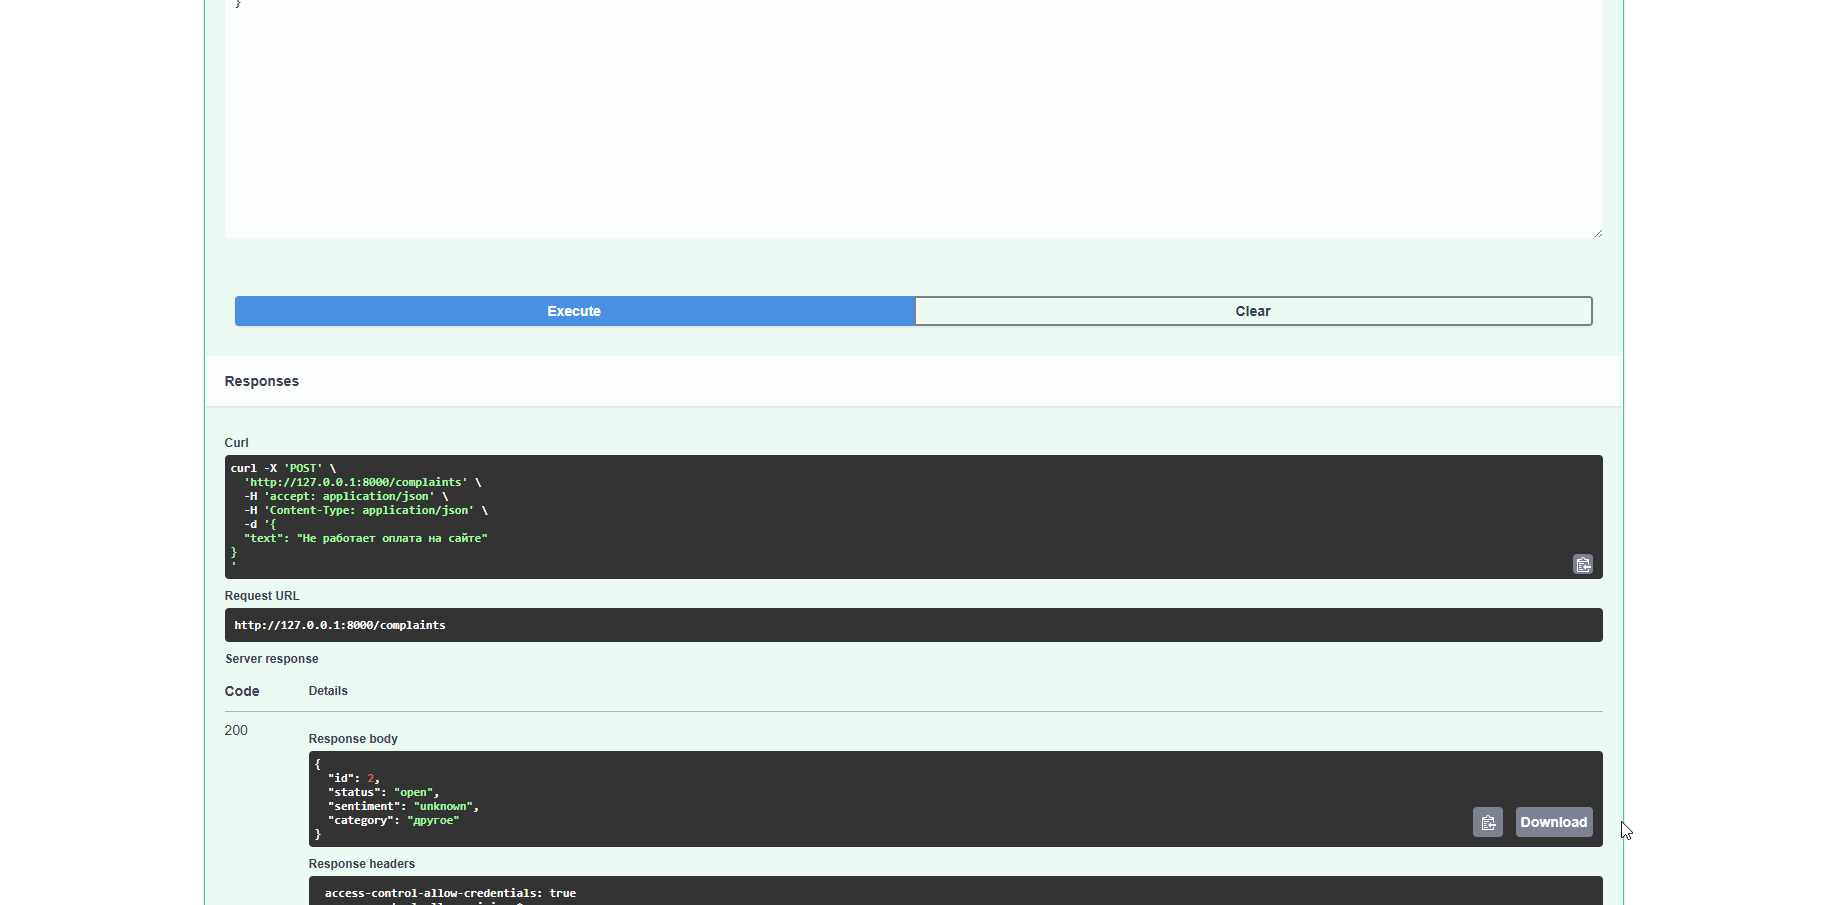 }
Execute
Clear
Responses
Curl
curl -X 'POST' \
'http://127.0.0.1:8000/complaints' \
-H 'accept: application/json' \
-H 'Content-Type: application/json' \
-d '{
"text": "Не работает оплата на сайте"
}
'
Request URL
http://127.0.0.1:8000/complaints
Server response
Code Details
200
Response body
{
"id": 2,
"status": "open",
"sentiment": "unknown",
"category": "другое"
}
Download
Response headers
access-control-allow-credentials: true